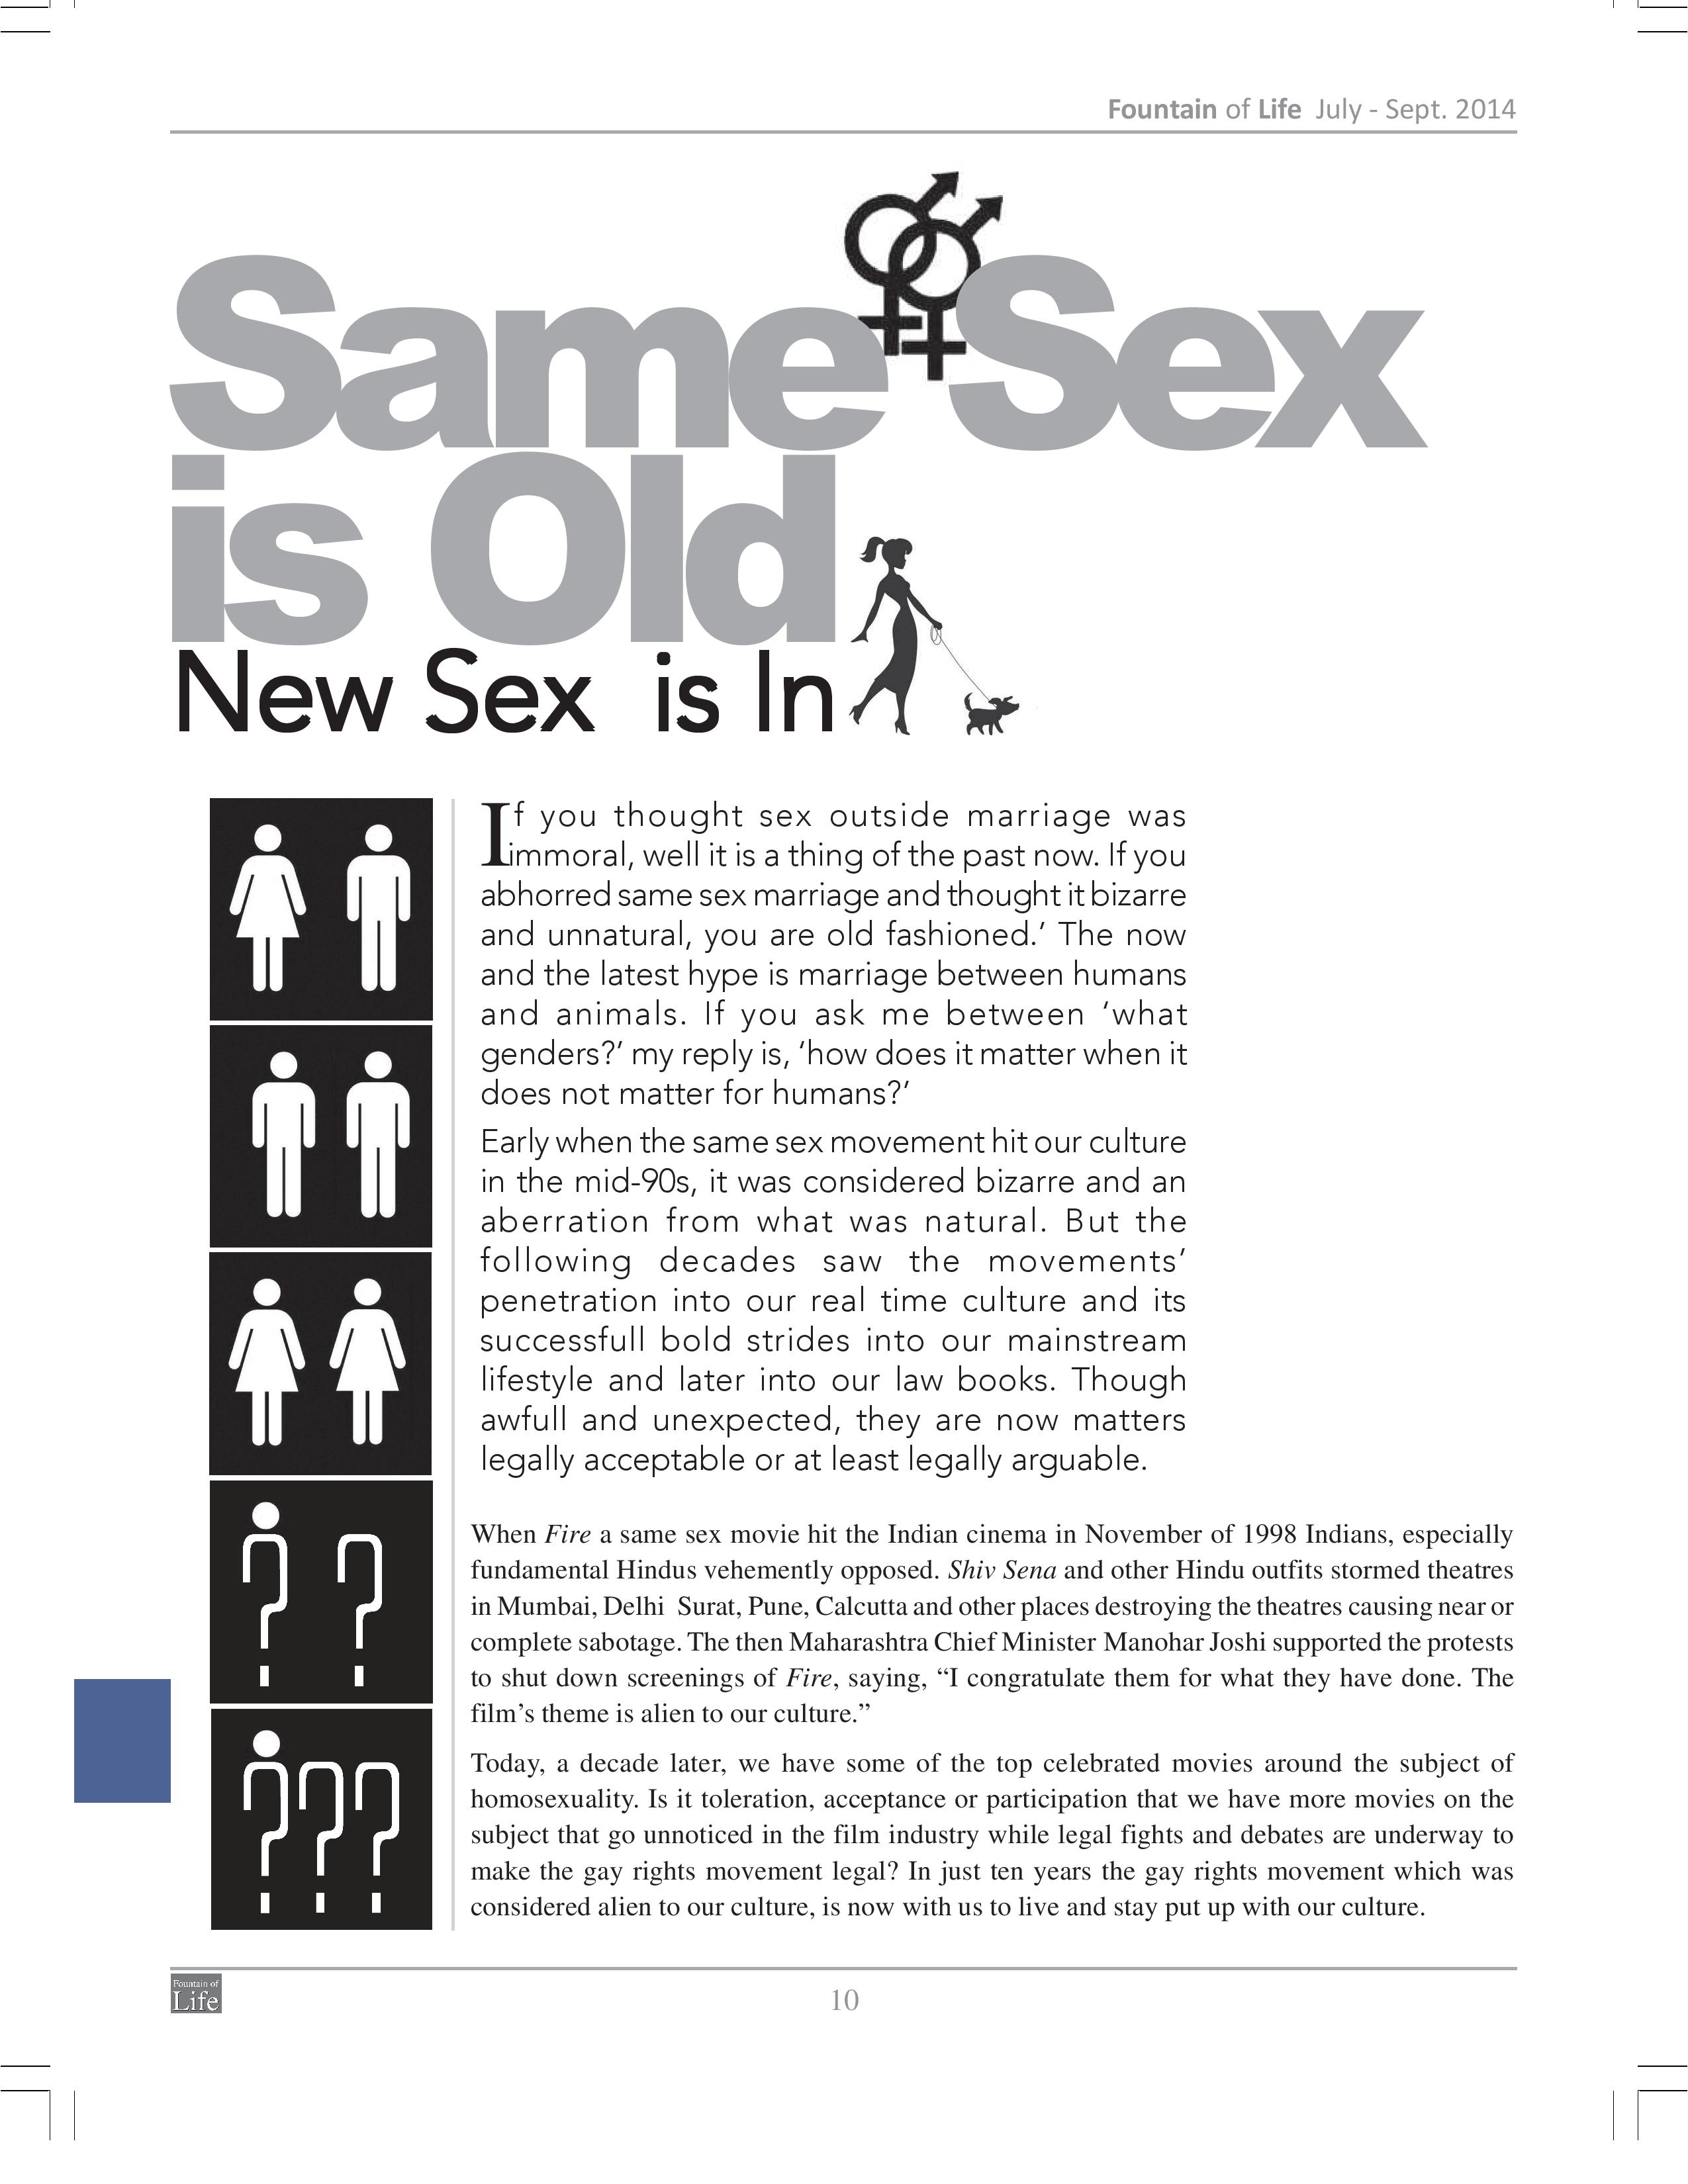 Fountain of Life July - Sept. 2014
Same Sex
is Old
New Sex is In
If you thought sex outside marriage was
immoral, well it is a thing of the past now. If you
abhorred same sex marriage and thought it bizarre
and unnatural, you are old fashioned.’ The now
and the latest hype is marriage between humans
and animals. If you ask me between ‘what
genders?’ my reply is, ‘how does it matter when it
does not matter for humans?’
Early when the same sex movement hit our culture
in the mid-90s, it was considered bizarre and an
aberration from what was natural. But the
following decades saw the movements’
penetration into our real time culture and its
successfull bold strides into our mainstream
lifestyle and later into our law books. Though
awfull and unexpected, they are now matters
legally acceptable or at least legally arguable.
When Fire a same sex movie hit the Indian cinema in November of 1998 Indians, especially
fundamental Hindus vehemently opposed. Shiv Sena and other Hindu outfits stormed theatres
in Mumbai, Delhi Surat, Pune, Calcutta and other places destroying the theatres causing near or
complete sabotage. The then Maharashtra Chief Minister Manohar Joshi supported the protests
to shut down screenings of Fire, saying, “I congratulate them for what they have done. The
film’s theme is alien to our culture.”
Today, a decade later, we have some of the top celebrated movies around the subject of
homosexuality. Is it toleration, acceptance or participation that we have more movies on the
subject that go unnoticed in the film industry while legal fights and debates are underway to
make the gay rights movement legal? In just ten years the gay rights movement which was
considered alien to our culture, is now with us to live and stay put up with our culture.
Fountain of
Life
10